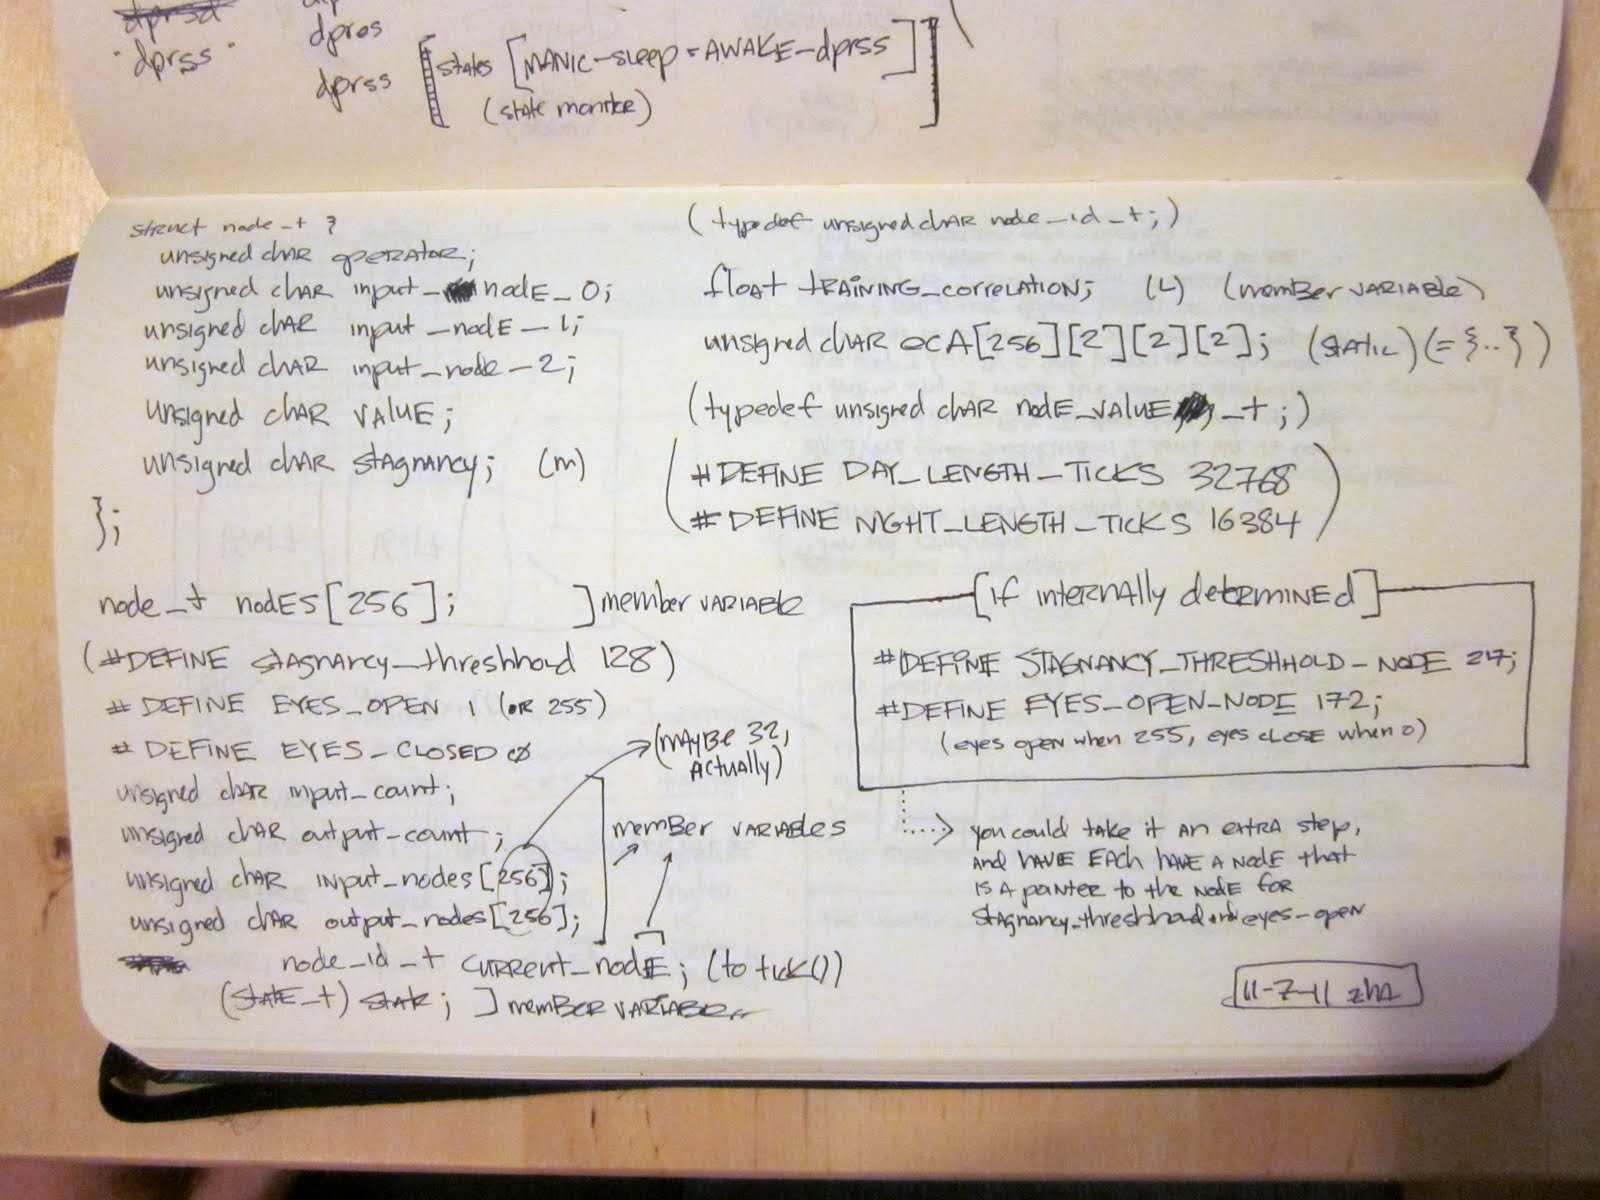 dprsd
"dprss"
dpros
dprss
states [MANIC-sleep-AWAKE-dprss]
(state monitor)
struct node_t {
unsigned char operator;
unsigned char input_node_0;
unsigned char input_node_1;
unsigned char input_node_2;
unsigned char value;
unsigned char stagnancy; (m)
};
(typedef unsigned char node_id_t;)
float training_correlation; (L) (member variable)
unsigned char eca[256][2][2][2]; (static) (= {..})
(typedef unsigned char node_value_t;)
(#DEFINE DAY_LENGTH_TICKS 32768
#DEFINE NIGHT_LENGTH_TICKS 16384)
node_t nodes[256]; ] member variable
(#DEFINE stagnancy_threshhold 128)
#DEFINE EYES_OPEN 1 (or 255)
#DEFINE EYES_CLOSED 0
unsigned char input_count;
unsigned char output_count;
unsigned char input_nodes[256];
unsigned char output_nodes[256];
(maybe 32,
actually)
member variables
node_id_t current_node; (to tick())
(state_t) state; ] member variable
[if internally determined]
#DEFINE STAGNANCY_THRESHHOLD_NODE 217;
#DEFINE EYES_OPEN_NODE 172;
(eyes open when 255, eyes close when 0)
you could take it an extra step,
and have each have a node that
is a pointer to the node for
stagnancy_threshhold and eyes_open
11-7-11 zha